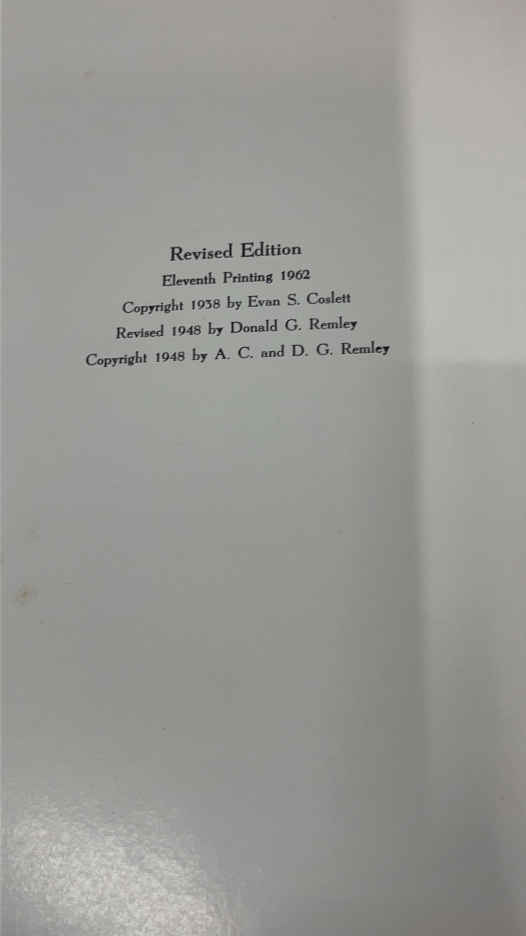 Revised Edition
Eleventh Printing 1962
Copyright 1938 by Evan S. Coslett
Revised 1948 by Donald G. Remley
Copyright 1948 by A. C. and D. G. Remley